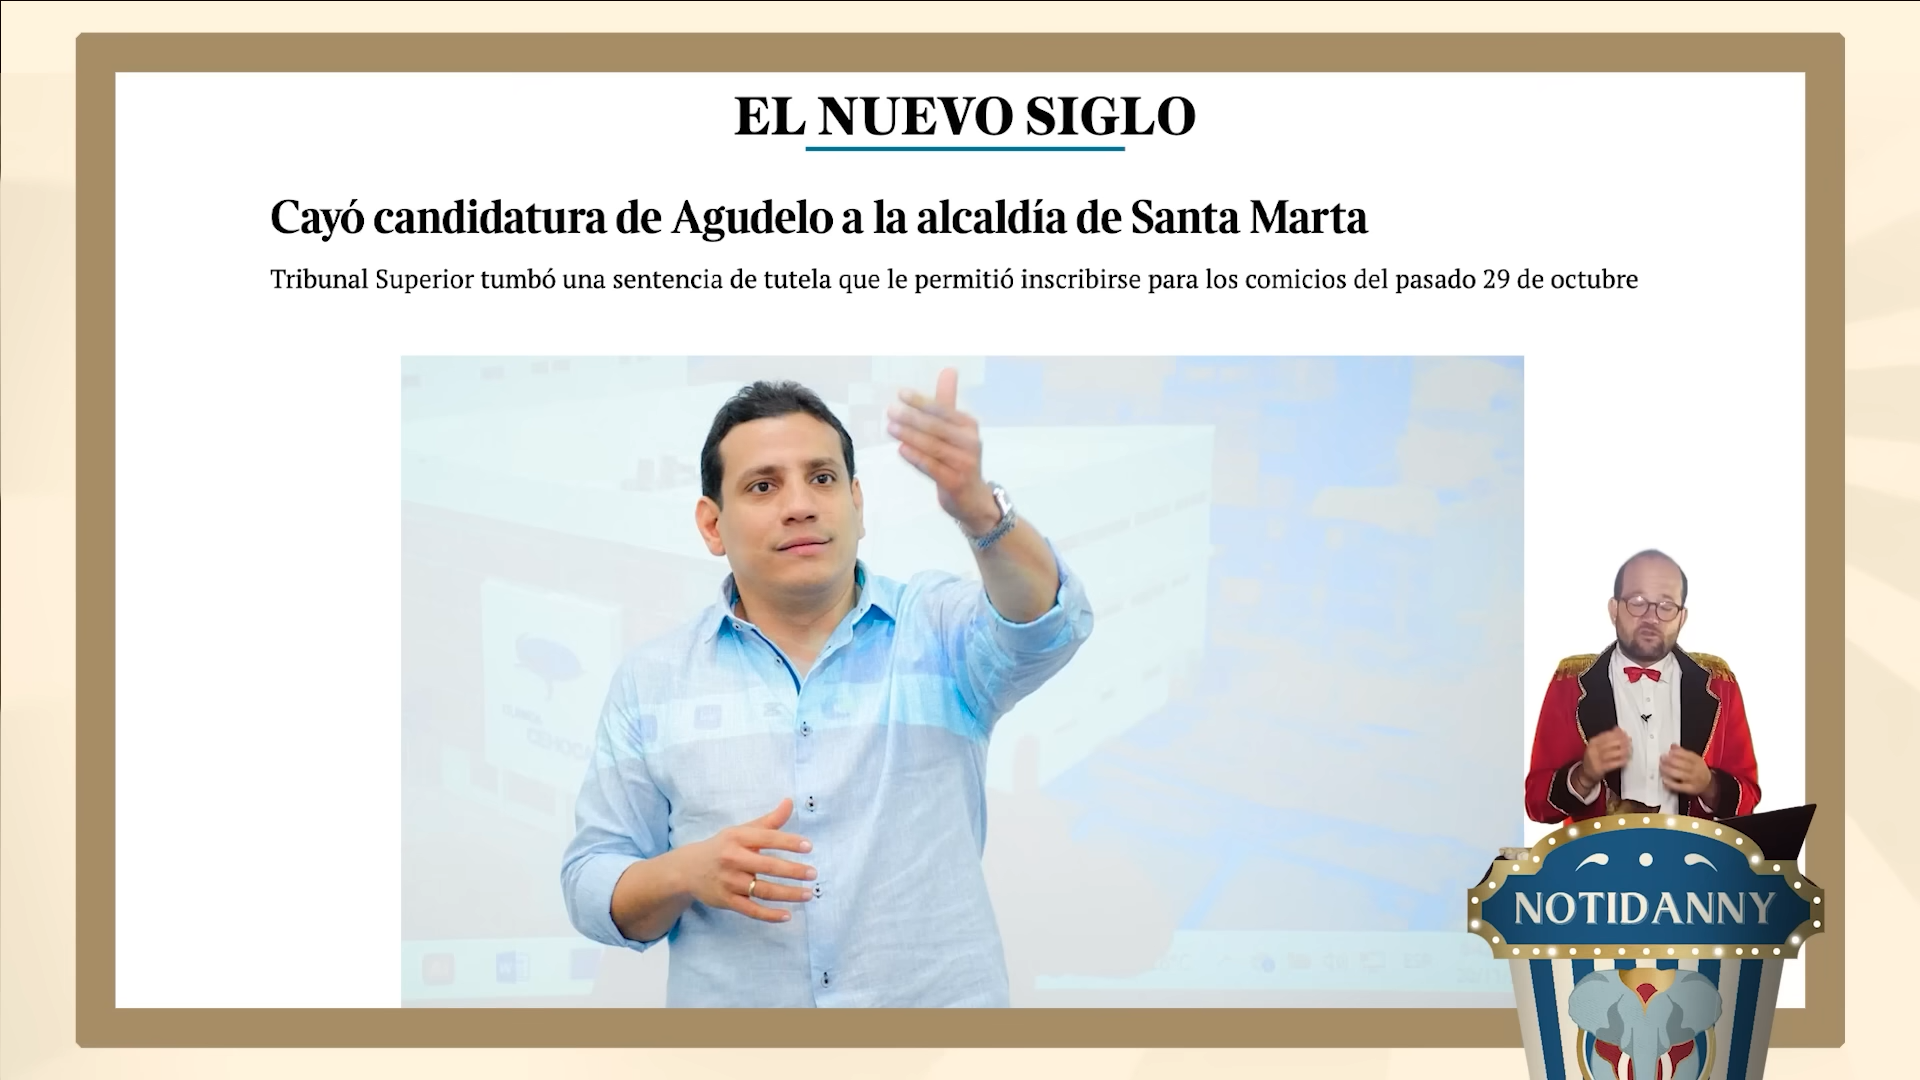 EL NUEVO SIGLO
Cayó candidatura de Agudelo a la alcaldía de Santa Marta
Tribunal Superior tumbó una sentencia de tutela que le permitió inscribirse para los comicios del pasado 29 de octubre
NOTIDANNY